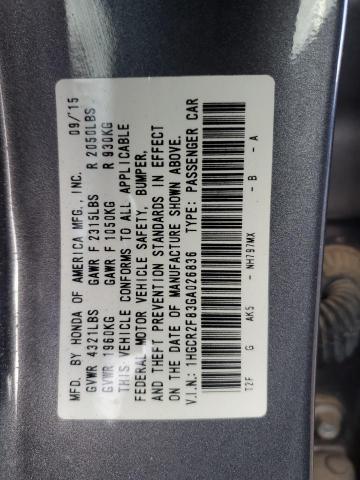 MFD. BY HONDA OF AMERICA MFG., INC. 09/15
GVWR 4321LBS GAWR F 2315LBS R 2050LBS
GVWR 1960KG GAWR F 1050KG R 930KG
THIS VEHICLE CONFORMS TO ALL APPLICABLE
FEDERAL MOTOR VEHICLE SAFETY, BUMPER,
AND THEFT PREVENTION STANDARDS IN EFFECT
ON THE DATE OF MANUFACTURE SHOWN ABOVE.
V.I.N.: 1HGCR2F83GA026836 TYPE: PASSENGER CAR
T2F G AK5 - NH797MX - B - A